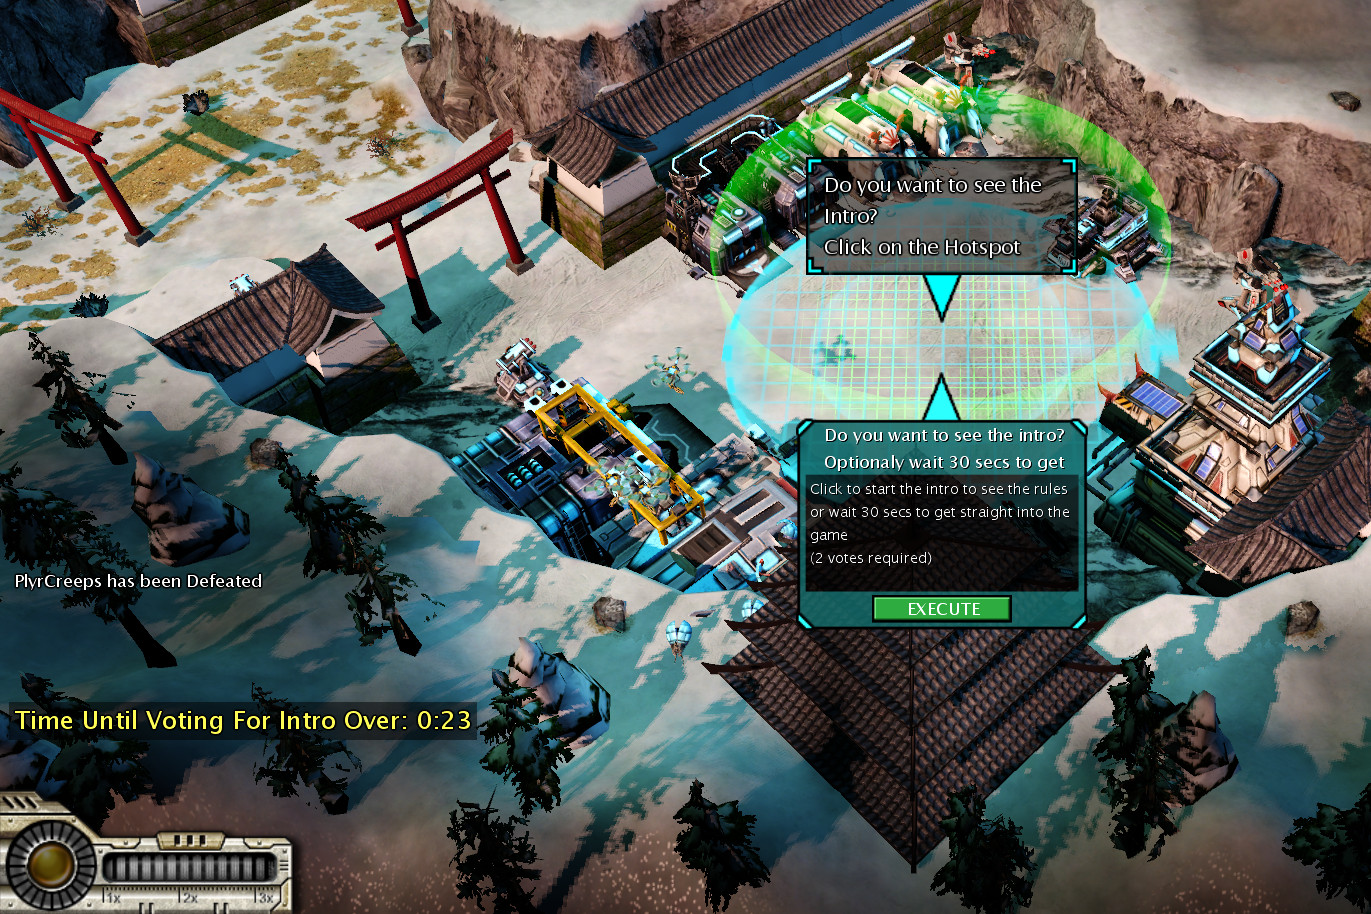 Do you want to see the
Intro?
Click on the Hotspot
Do you want to see the intro?
Optionaly wait 30 secs to get
Click to start the intro to see the rules
or wait 30 secs to get straight into the
game
(2 votes required)
EXECUTE
PlyrCreeps has been Defeated
Time Until Voting For Intro Over: 0:23
1x 2x 3x